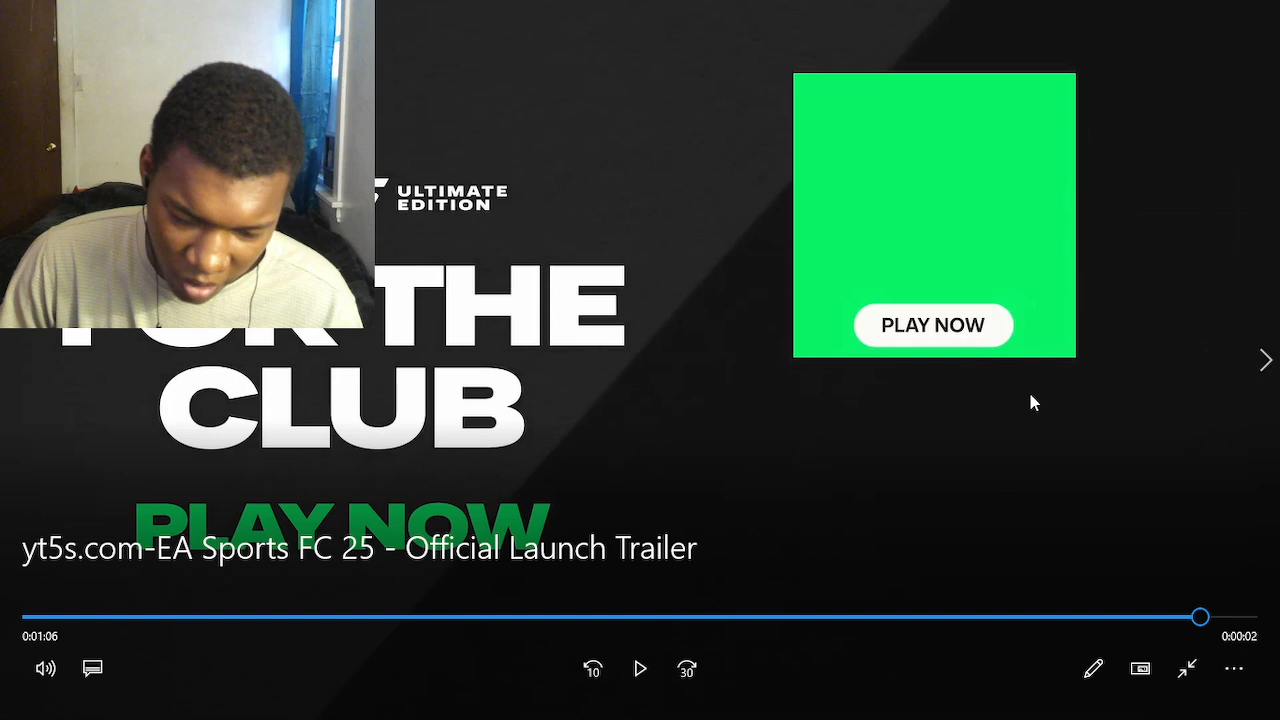 ULTIMATE
EDITION
FOR THE
CLUB
PLAY NOW
PLAY NOW
yt5s.com-EA Sports FC 25 - Official Launch Trailer
0:01:06
0:00:02
10
30